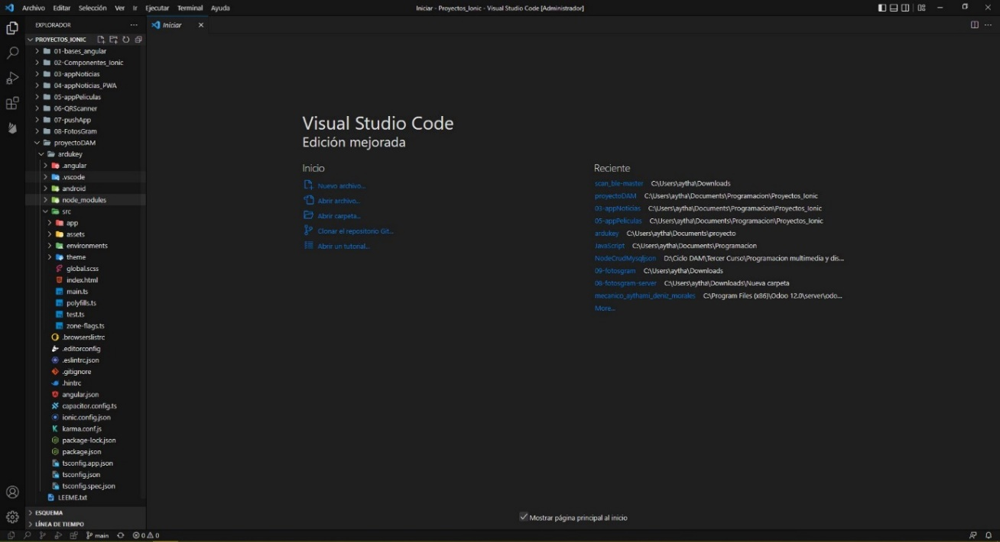 Archivo Editar Selección Ver Ir Ejecutar Terminal Ayuda
Iniciar - Proyectos_Ionic - Visual Studio Code [Administrador]
EXPLORADOR
Iniciar
PROYECTOS_IONIC
01-bases_angular
02-Componentes_Ionic
03-appNoticias
04-appNoticias_PWA
05-appPeliculas
06-QRScanner
07-pushApp
08-FotosGram
proyectoDAM
ardukey
.angular
.vscode
android
node_modules
src
app
assets
environments
theme
global.scss
index.html
main.ts
polyfills.ts
test.ts
zone-flags.ts
.browserslistrc
.editorconfig
.eslintrc.json
.gitignore
.hintrc
angular.json
capacitor.config.ts
ionic.config.json
karma.conf.js
package-lock.json
package.json
tsconfig.app.json
tsconfig.json
tsconfig.spec.json
LEEME.txt
ESQUEMA
LÍNEA DE TIEMPO
Visual Studio Code
Edición mejorada
Inicio
Nuevo archivo...
Abrir archivo...
Abrir carpeta...
Clonar el repositorio Git...
Abrir un tutorial...
Reciente
scan_ble-master C:\Users\aytha\Downloads
proyectoDAM C:\Users\aytha\Documents\Programacion\Proyectos_Ionic
03-appNoticias C:\Users\aytha\Documents\Programacion\Proyectos_Ionic
05-appPeliculas C:\Users\aytha\Documents\Programacion\Proyectos_Ionic
ardukey C:\Users\aytha\Documents\proyecto
JavaScript C:\Users\aytha\Documents\Programacion
NodeCrudMysqljson D:\Ciclo DAM\Tercer Curso\Programacion multimedia y dis...
09-fotosgram C:\Users\aytha\Downloads
08-fotosgram-server C:\Users\aytha\Downloads\Nueva carpeta
mecanico_aythami_deniz_morales C:\Program Files (x86)\Odoo 12.0\server\odo...
More...
Mostrar página principal al inicio
main 0 0